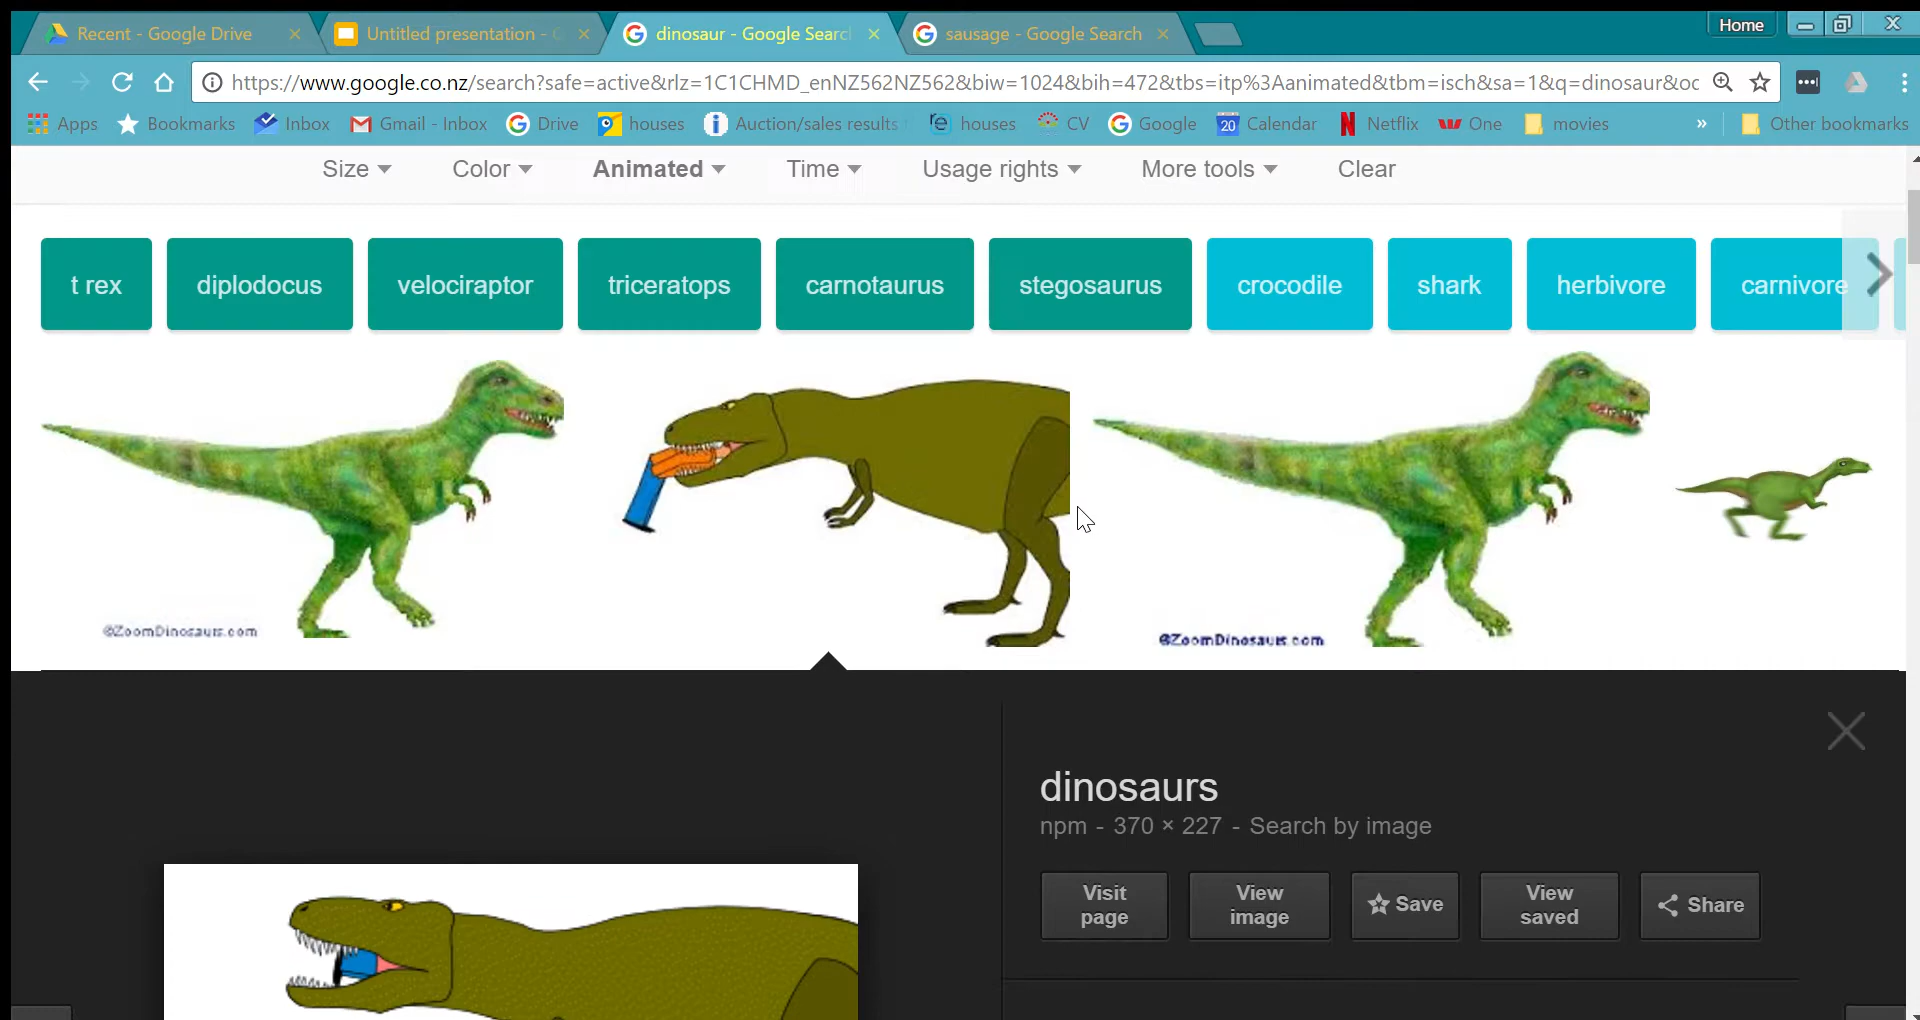 Recent - Google Drive
Untitled presentation -
dinosaur - Google Searc
sausage - Google Search
Home
https://www.google.co.nz/search?safe=active&rlz=1C1CHMD_enNZ562NZ562&biw=1024&bih=472&tbs=itp%3Aanimated&tbm=isch&sa=1&q=dinosaur&oc
Apps Bookmarks Inbox Gmail - Inbox Drive houses Auction/sales results houses CV Google 20 Calendar Netflix One movies » Other bookmarks
Size Color Animated Time Usage rights More tools Clear
t rex diplodocus velociraptor triceratops carnotaurus stegosaurus crocodile shark herbivore carnivore
©ZoomDinosaurs.com
©ZoomDinosaurs.com
dinosaurs
npm - 370 × 227 - Search by image
Visit page
View image
Save
View saved
Share